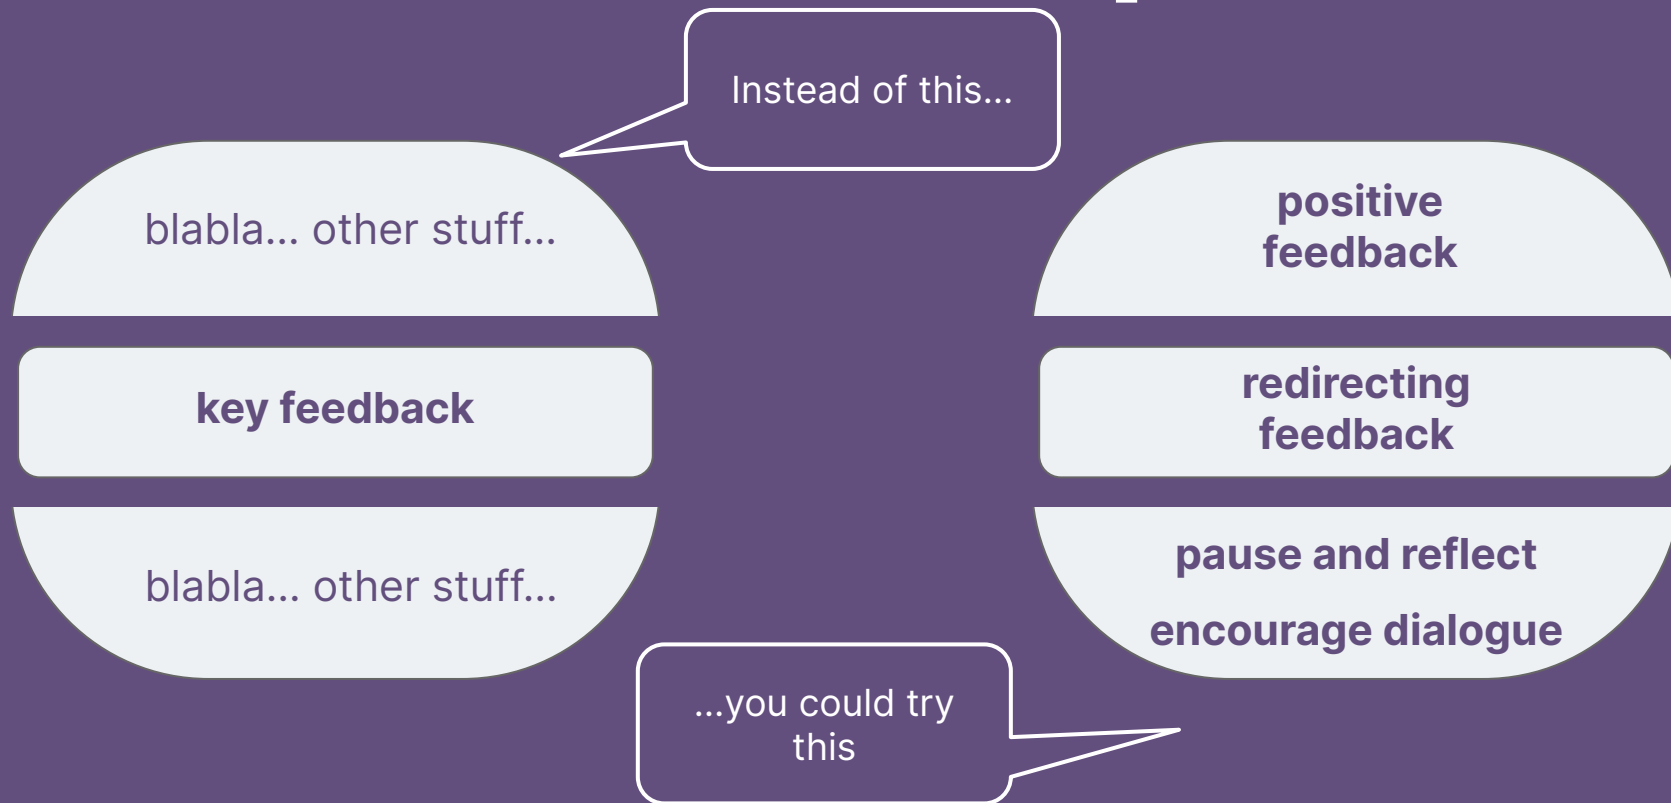 Instead of this...
blabla... other stuff...
key feedback
blabla... other stuff...
positive
feedback
redirecting
feedback
pause and reflect
encourage dialogue
...you could try
this